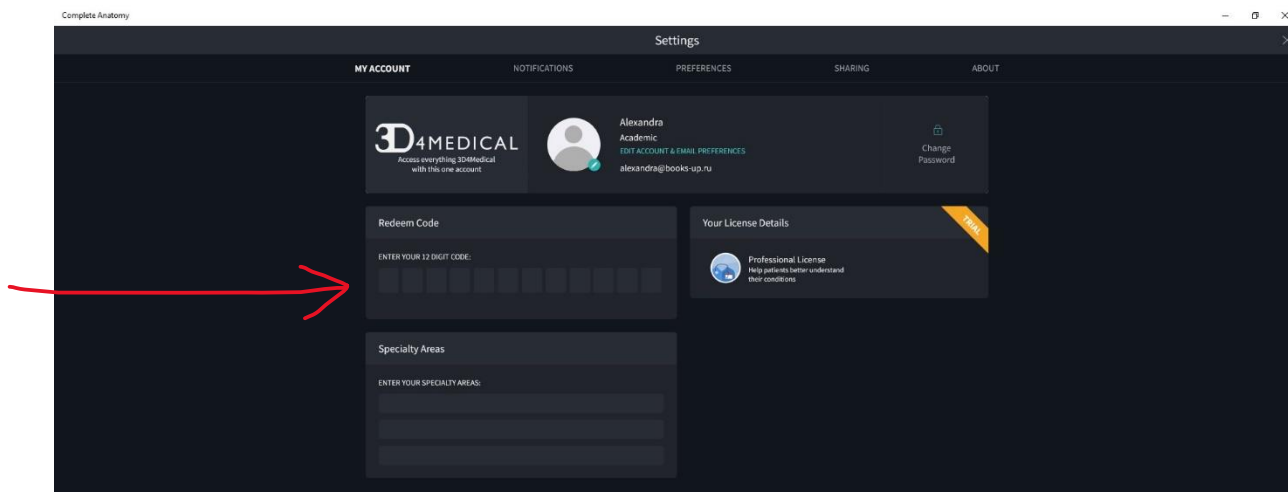 Complete Anatomy
Settings
MY ACCOUNT
NOTIFICATIONS
PREFERENCES
SHARING
ABOUT
3D4MEDICAL
Access everything 3D4Medical
with this one account
Alexandra
Academic
EDIT ACCOUNT & EMAIL PREFERENCES
alexandra@books-up.ru
Change
Password
Redeem Code
ENTER YOUR 12 DIGIT CODE:
Your License Details
TRIAL
Professional License
Help patients better understand
their conditions
Specialty Areas
ENTER YOUR SPECIALTY AREAS: